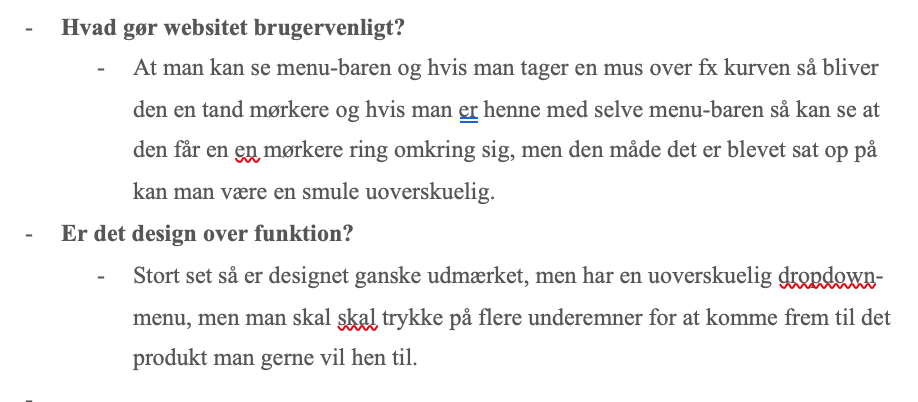 - Hvad gør websitet brugervenligt?
- At man kan se menu-baren og hvis man tager en mus over fx kurven så bliver
den en tand mørkere og hvis man er henne med selve menu-baren så kan se at
den får en en mørkere ring omkring sig, men den måde det er blevet sat op på
kan man være en smule uoverskuelig.
- Er det design over funktion?
- Stort set så er designet ganske udmærket, men har en uoverskuelig dropdown-
menu, men man skal skal trykke på flere underemner for at komme frem til det
produkt man gerne vil hen til.
-